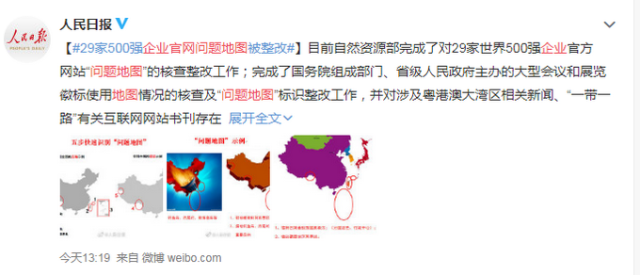 人民日报
人民日报
PEOPLE'S DAILY
#29家500强企业官网问题地图被整改#】目前自然资源部完成了对29家世界500强企业官方
网站“问题地图”的核查整改工作；完成了国务院组成部门、省级人民政府主办的大型会议和展览
徽标使用地图情况的核查及“问题地图”标识整改工作，并对涉及粤港澳大湾区相关新闻、“一带一
路”有关互联网网站书刊存在 展开全文
五步快速识别“问题地图”
“问题地图”示例
今天13:19 来自 微博 weibo.com